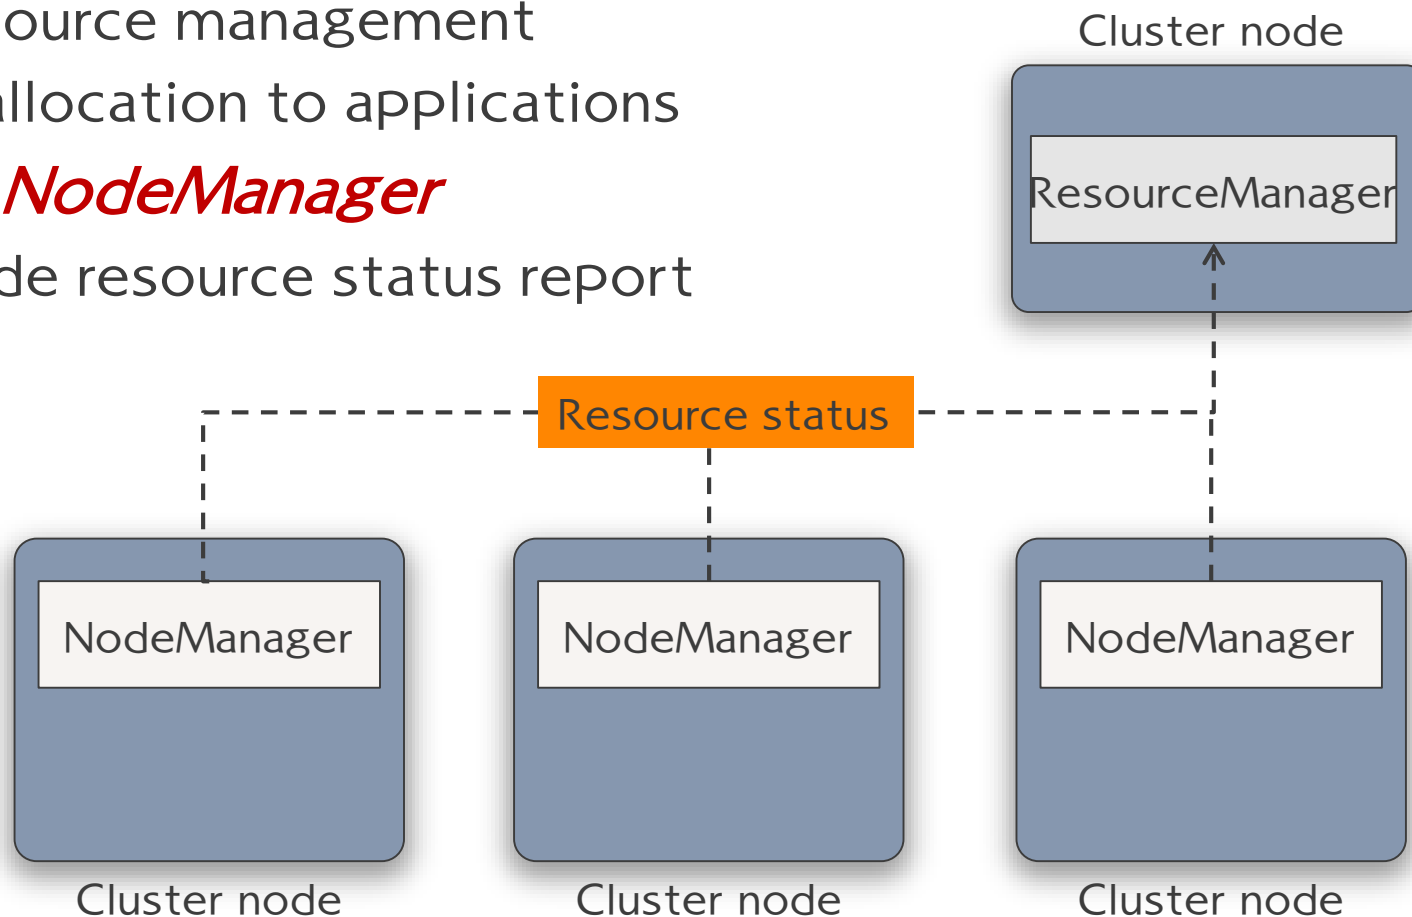 ource management
allocation to applications
NodeManager
de resource status report
Cluster node
ResourceManager
Resource status
NodeManager
NodeManager
NodeManager
Cluster node
Cluster node
Cluster node